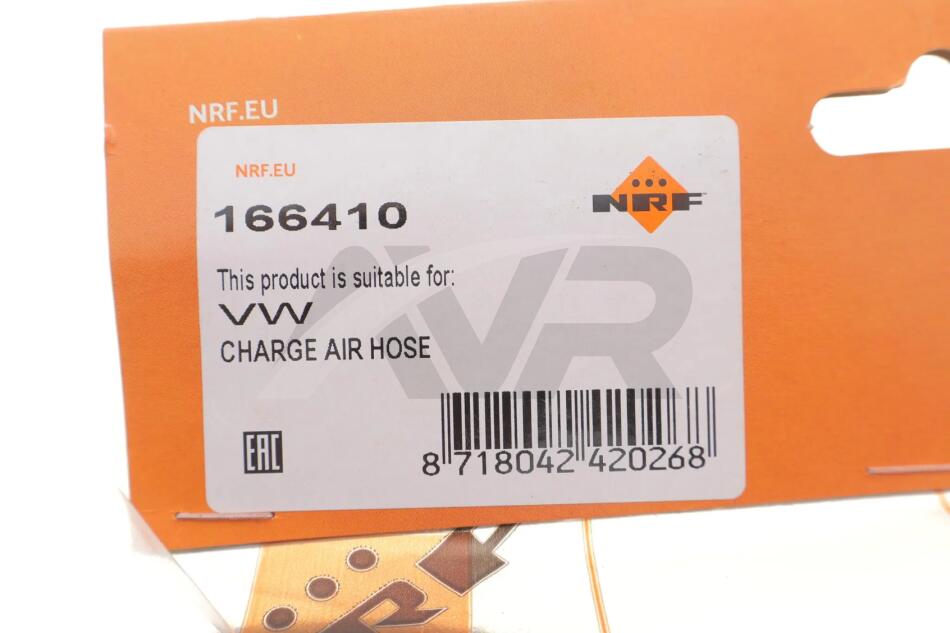 NRF.EU
NRF.EU
NRF
166410
This product is suitable for:
VW
CHARGE AIR HOSE
AVR
EAC
8 718042 420268